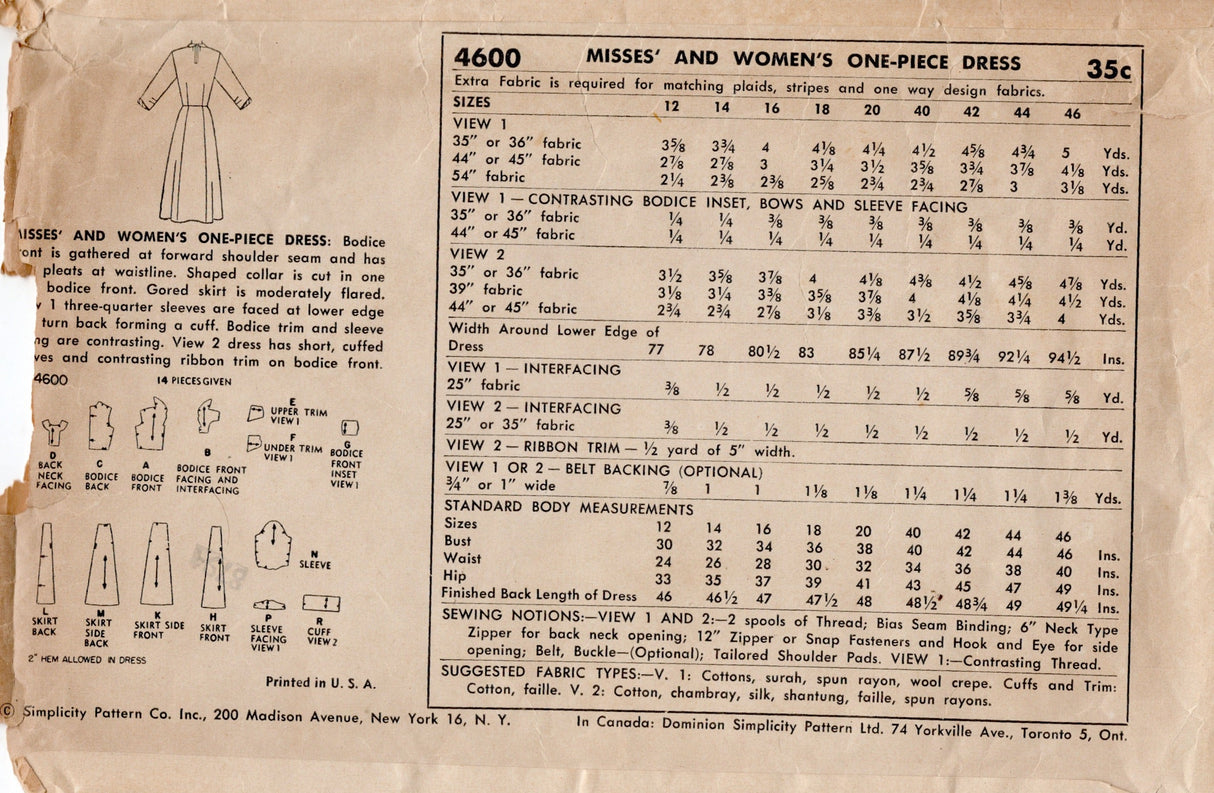 4600 MISSES' AND WOMEN'S ONE-PIECE DRESS 35c
Extra Fabric is required for matching plaids, stripes and one way design fabrics.
SIZES 12 14 16 18 20 40 42 44 46
VIEW 1
35" or 36" fabric 3⅝ 3¾ 4 4⅛ 4¼ 4½ 4⅝ 4¾ 5 Yds.
44" or 45" fabric 2⅞ 2⅞ 3 3¼ 3½ 3⅝ 3¾ 3⅞ 4⅛ Yds.
54" fabric 2¼ 2⅜ 2⅜ 2⅝ 2¾ 2¾ 2⅞ 3 3⅛ Yds.
VIEW 1 — CONTRASTING BODICE INSET, BOWS AND SLEEVE FACING
35" or 36" fabric ¼ ¼ ⅜ ⅜ ⅜ ⅜ ⅜ ⅜ ⅜ Yd.
44" or 45" fabric ¼ ¼ ¼ ¼ ¼ ¼ ¼ ¼ ¼ Yd.
VIEW 2
35" or 36" fabric 3½ 3⅝ 3⅞ 4 4⅛ 4⅜ 4½ 4⅝ 4⅞ Yds.
39" fabric 3⅛ 3¼ 3⅜ 3⅝ 3⅞ 4 4⅛ 4¼ 4½ Yds.
44" or 45" fabric 2¾ 2¾ 2⅞ 3⅛ 3⅜ 3½ 3⅝ 3¾ 4 Yds.
Width Around Lower Edge of
Dress 77 78 80½ 83 85¼ 87½ 89¾ 92¼ 94½ Ins.
VIEW 1 — INTERFACING
25" fabric ⅜ ½ ½ ½ ½ ½ ⅝ ⅝ ⅝ Yd.
VIEW 2 — INTERFACING
25" or 35" fabric ⅜ ½ ½ ½ ½ ½ ½ ½ ½ Yd.
VIEW 2 — RIBBON TRIM — ½ yard of 5" width.
VIEW 1 OR 2 — BELT BACKING (OPTIONAL)
¾" or 1" wide ⅞ 1 1 1⅛ 1⅛ 1¼ 1¼ 1¼ 1⅜ Yds.
STANDARD BODY MEASUREMENTS
Sizes 12 14 16 18 20 40 42 44 46
Bust 30 32 34 36 38 40 42 44 46 Ins.
Waist 24 26 28 30 32 34 36 38 40 Ins.
Hip 33 35 37 39 41 43 45 47 49 Ins.
Finished Back Length of Dress 46 46½ 47 47½ 48 48½ 48¾ 49 49¼ Ins.
SEWING NOTIONS:—VIEW 1 AND 2:—2 spools of Thread; Bias Seam Binding; 6" Neck Type
Zipper for back neck opening; 12" Zipper or Snap Fasteners and Hook and Eye for side
opening; Belt, Buckle—(Optional); Tailored Shoulder Pads. VIEW 1:—Contrasting Thread.
SUGGESTED FABRIC TYPES:—V. 1: Cottons, surah, spun rayon, wool crepe. Cuffs and Trim:
Cotton, faille. V. 2: Cotton, chambray, silk, shantung, faille, spun rayons.
ISSES' AND WOMEN'S ONE-PIECE DRESS: Bodice
ont is gathered at forward shoulder seam and has
pleats at waistline. Shaped collar is cut in one
bodice front. Gored skirt is moderately flared.
1 three-quarter sleeves are faced at lower edge
turn back forming a cuff. Bodice trim and sleeve
ng are contrasting. View 2 dress has short, cuffed
ves and contrasting ribbon trim on bodice front.
4600 14 PIECES GIVEN
D
BACK
NECK
FACING
C
BODICE
BACK
A
BODICE
FRONT
B
BODICE FRONT
FACING AND
INTERFACING
E
UPPER TRIM
VIEW 1
F
UNDER TRIM
VIEW 1
G
BODICE
FRONT
INSET
VIEW 1
L
SKIRT
BACK
M
SKIRT
SIDE
BACK
K
SKIRT SIDE
FRONT
H
SKIRT
FRONT
N
SLEEVE
P
SLEEVE
FACING
VIEW 1
R
CUFF
VIEW 2
2" HEM ALLOWED IN DRESS
Printed in U. S. A.
© Simplicity Pattern Co. Inc., 200 Madison Avenue, New York 16, N. Y. In Canada: Dominion Simplicity Pattern Ltd. 74 Yorkville Ave., Toronto 5, Ont.